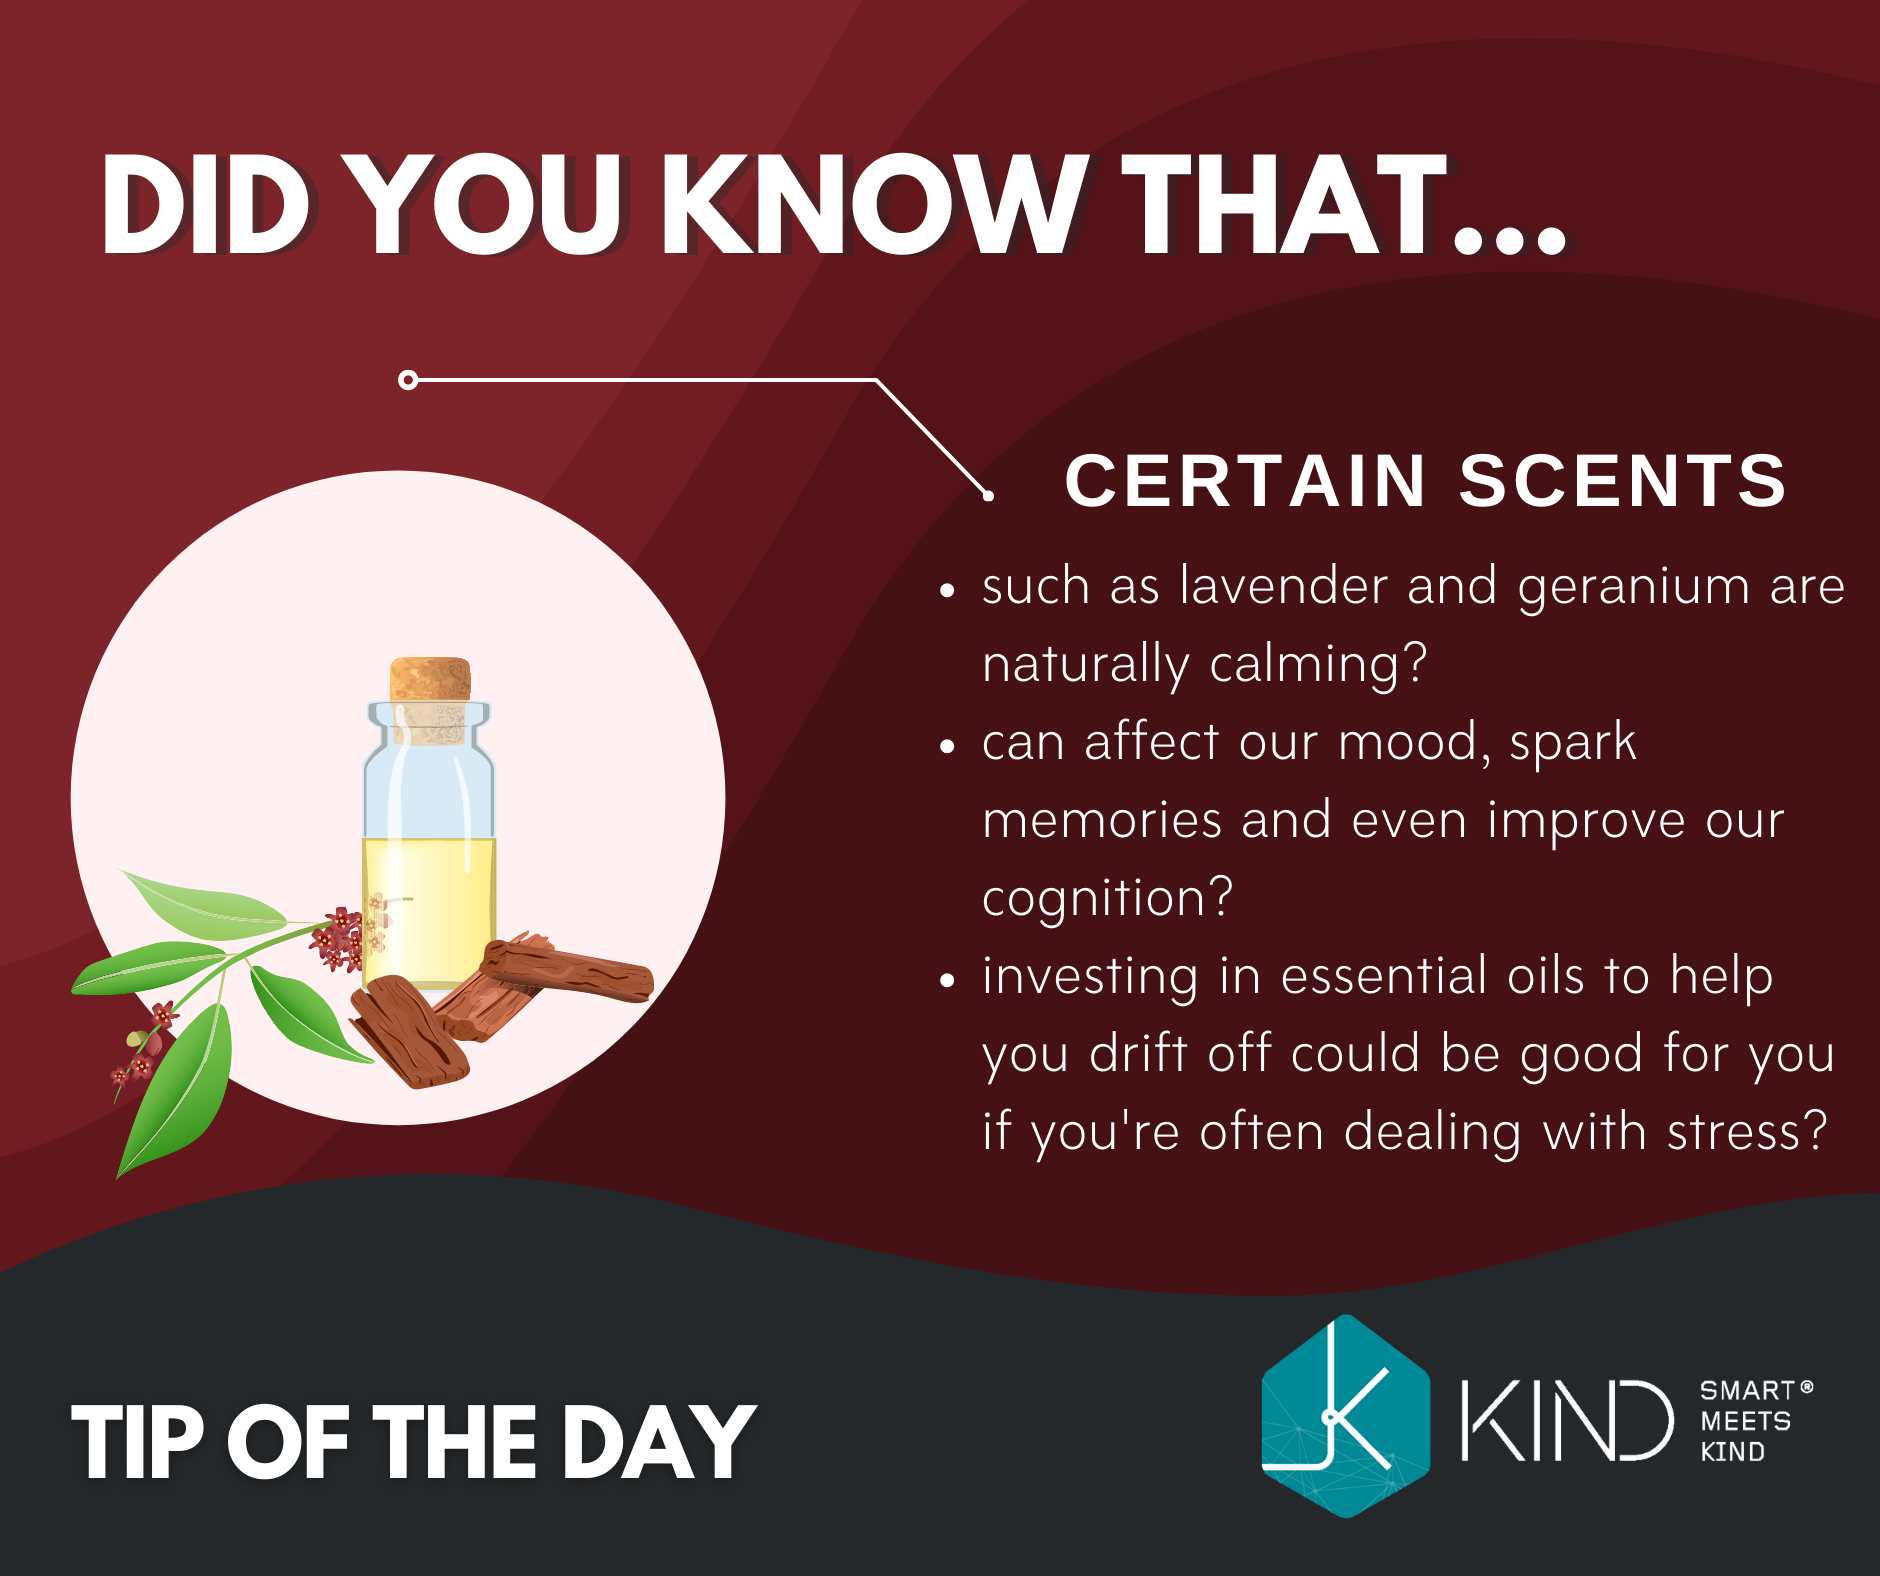 DID YOU KNOW THAT...
CERTAIN SCENTS
• such as lavender and geranium are
naturally calming?
• can affect our mood, spark
memories and even improve our
cognition?
• investing in essential oils to help
you drift off could be good for you
if you're often dealing with stress?
TIP OF THE DAY
KIND
SMART®
MEETS
KIND